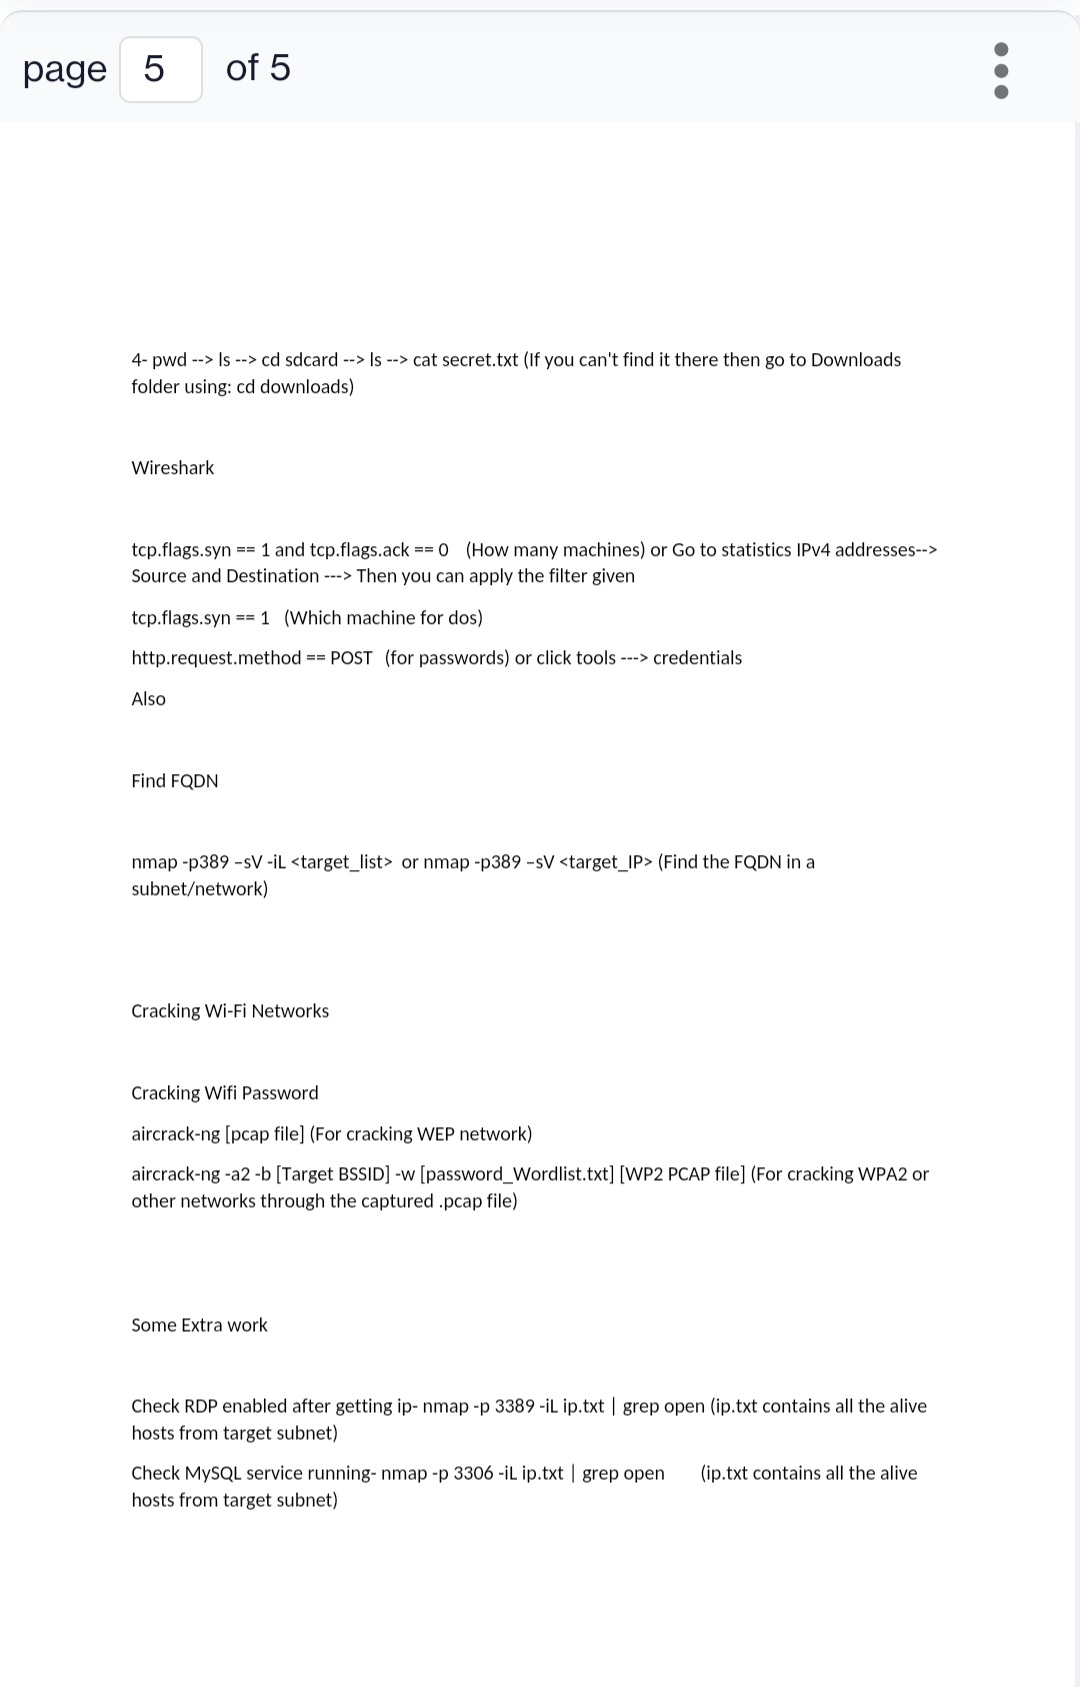 page 5 of 5
4- pwd --> ls --> cd sdcard --> ls --> cat secret.txt (If you can't find it there then go to Downloads
folder using: cd downloads)
Wireshark
tcp.flags.syn == 1 and tcp.flags.ack == 0 (How many machines) or Go to statistics IPv4 addresses-->
Source and Destination ---> Then you can apply the filter given
tcp.flags.syn == 1 (Which machine for dos)
http.request.method == POST (for passwords) or click tools ---> credentials
Also
Find FQDN
nmap -p389 –sV -iL <target_list> or nmap -p389 –sV <target_IP> (Find the FQDN in a
subnet/network)
Cracking Wi-Fi Networks
Cracking Wifi Password
aircrack-ng [pcap file] (For cracking WEP network)
aircrack-ng -a2 -b [Target BSSID] -w [password_Wordlist.txt] [WP2 PCAP file] (For cracking WPA2 or
other networks through the captured .pcap file)
Some Extra work
Check RDP enabled after getting ip- nmap -p 3389 -iL ip.txt | grep open (ip.txt contains all the alive
hosts from target subnet)
Check MySQL service running- nmap -p 3306 -iL ip.txt | grep open (ip.txt contains all the alive
hosts from target subnet)